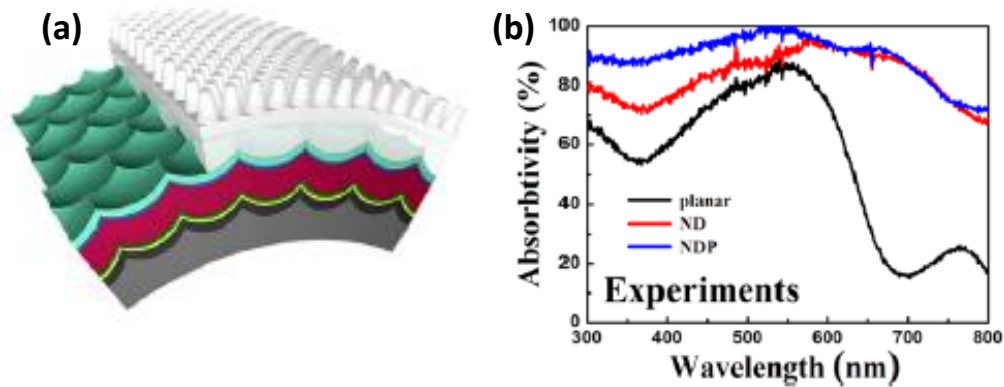 (a)
(b)
Absorbtivity (%)
100
80
60
40
20
0
planar
ND
NDP
Experiments
300 400 500 600 700 800
Wavelength (nm)